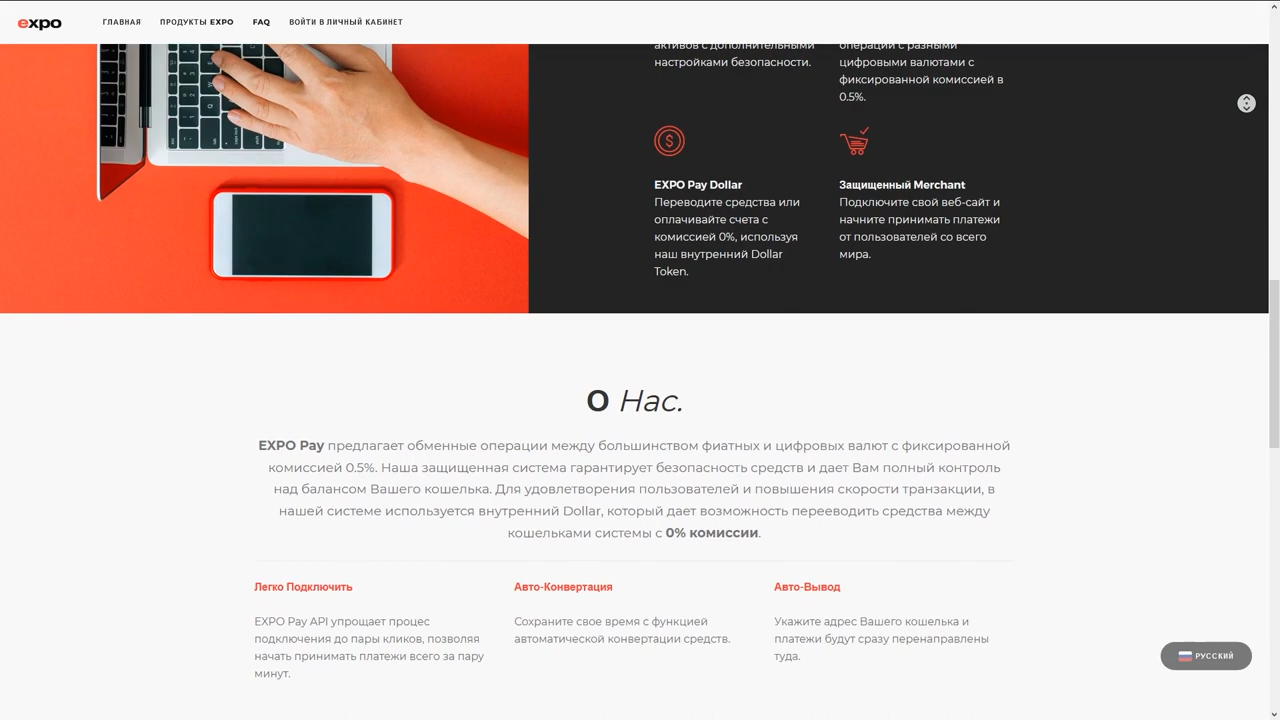 expo
ГЛАВНАЯ
ПРОДУКТЫ EXPO
FAQ
ВОЙТИ В ЛИЧНЫЙ КАБИНЕТ
активов с дополнительными
настройками безопасности.
операции с разными
цифровыми валютами с
фиксированной комиссией в
0.5%.
EXPO Pay Dollar
Переводите средства или
оплачивайте счета с
комиссией 0%, используя
наш внутренний Dollar
Token.
Защищенный Merchant
Подключите свой веб-сайт и
начните принимать платежи
от пользователей со всего
мира.
О Нас.
EXPO Pay предлагает обменные операции между большинством фиатных и цифровых валют с фиксированной
комиссией 0.5%. Наша защищенная система гарантирует безопасность средств и дает Вам полный контроль
над балансом Вашего кошелька. Для удовлетворения пользователей и повышения скорости транзакции, в
нашей системе используется внутренний Dollar, который дает возможность перееводить средства между
кошельками системы с 0% комиссии.
Легко Подключить
EXPO Pay API упрощает процес
подключения до пары кликов, позволяя
начать принимать платежи всего за пару
минут.
Авто-Конвертация
Сохраните свое время с функцией
автоматической конвертации средств.
Авто-Вывод
Укажите адрес Вашего кошелька и
платежи будут сразу перенаправлены
туда.
РУССКИЙ